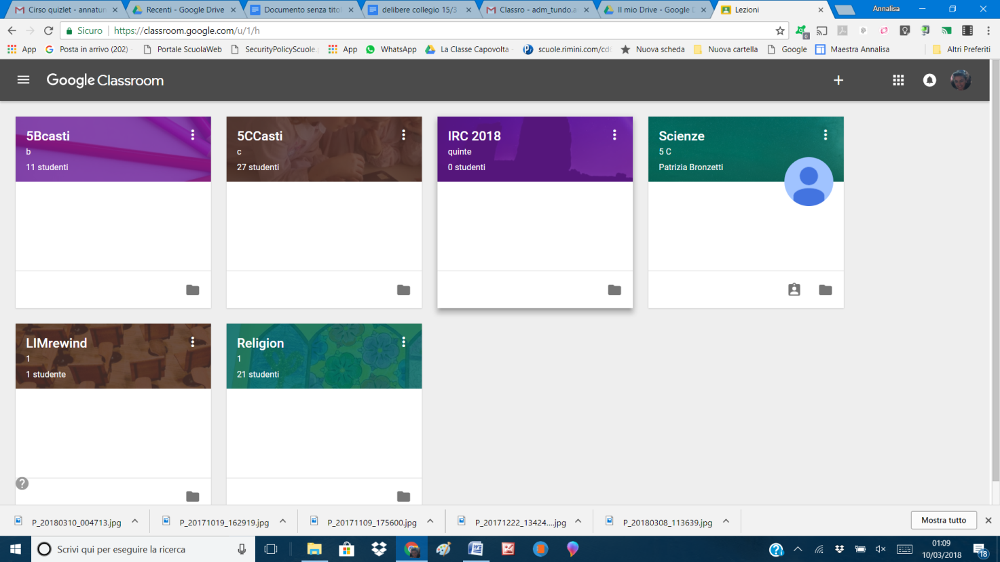 Cirso quizlet - annatun
Recenti - Google Drive
Documento senza titol
delibere collegio 15/3
Classro - adm_tundo.a
Il mio Drive - Google D
Lezioni
Annalisa
Sicuro
https://classroom.google.com/u/1/h
App
Posta in arrivo (202) -
Portale ScuolaWeb
SecurityPolicyScuole.p
App
WhatsApp
La Classe Capovolta -
scuole.rimini.com/cd
Nuova scheda
Nuova cartella
Google
Maestra Annalisa
Altri Preferiti
Google Classroom
5Bcasti
b
11 studenti
5CCasti
c
27 studenti
IRC 2018
quinte
0 studenti
Scienze
5 C
Patrizia Bronzetti
LIMrewind
1
1 studente
Religion
1
21 studenti
P_20180310_004713.jpg
P_20171019_162919.jpg
P_20171109_175600.jpg
P_20171222_13424....jpg
P_20180308_113639.jpg
Mostra tutto
Scrivi qui per eseguire la ricerca
01:09
10/03/2018
18